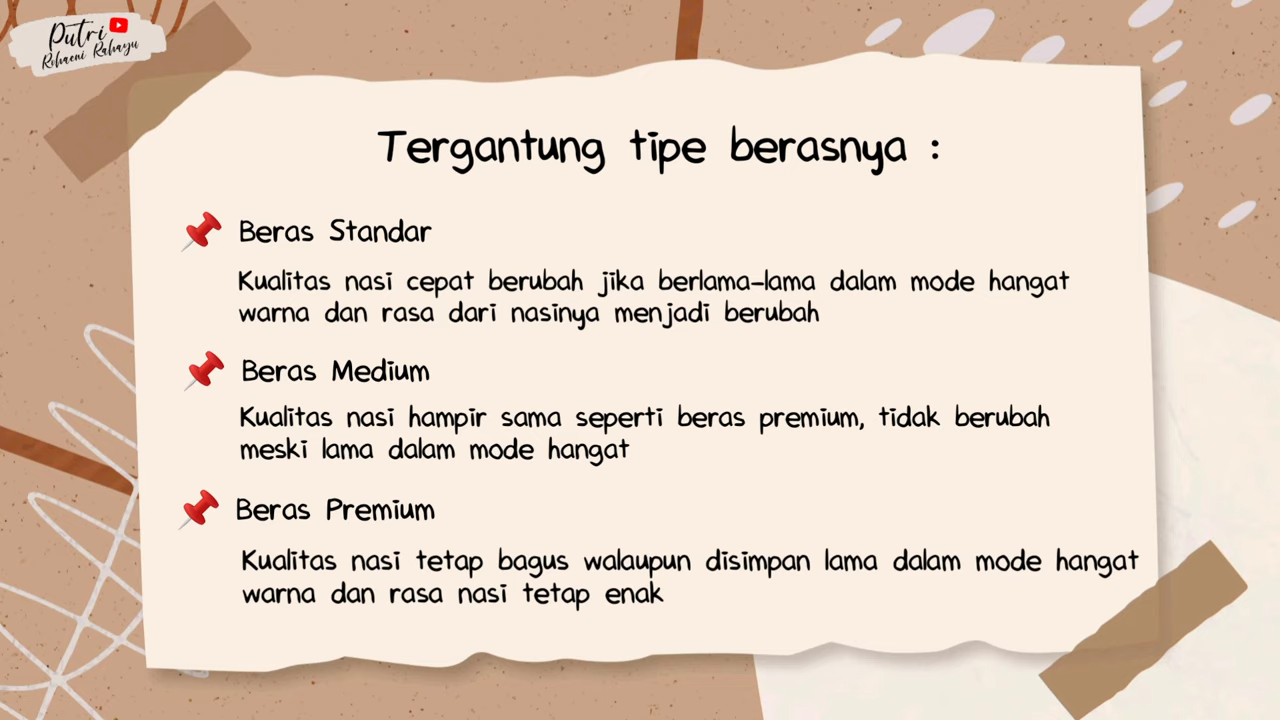 Putri
Rohaeni Rahayu
Tergantung tipe berasnya :
Beras Standar
Kualitas nasi cepat berubah jika berlama-lama dalam mode hangat
warna dan rasa dari nasinya menjadi berubah
Beras Medium
Kualitas nasi hampir sama seperti beras premium, tidak berubah
meski lama dalam mode hangat
Beras Premium
Kualitas nasi tetap bagus walaupun disimpan lama dalam mode hangat
warna dan rasa nasi tetap enak